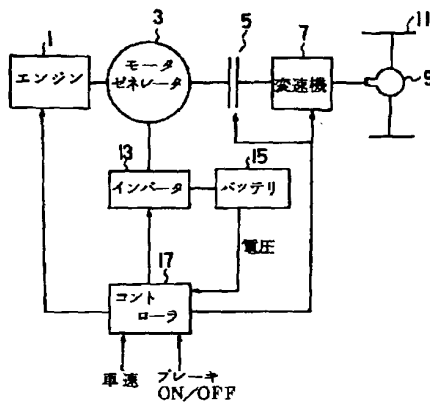 1
エンジン
3
モータ
ゼネレータ
5
7
変速機
11
9
13
インバータ
15
バッテリ
電圧
17
コント
ローラ
車速
ブレーキ
ON/OFF